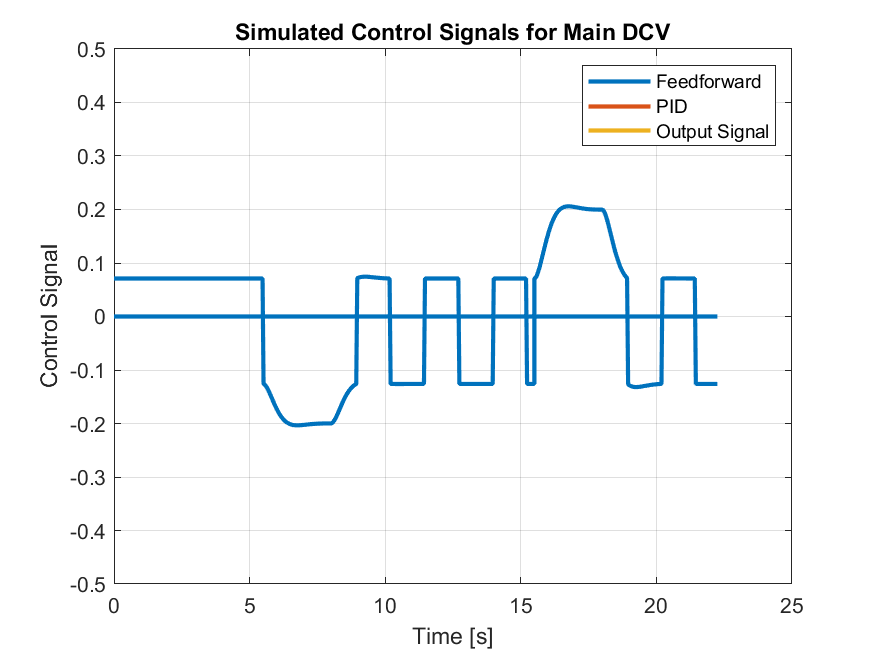 Simulated Control Signals for Main DCV
0.5
0.4
0.3
0.2
0.1
0
-0.1
-0.2
-0.3
-0.4
-0.5
Control Signal
Feedforward
PID
Output Signal
0 5 10 15 20 25
Time [s]